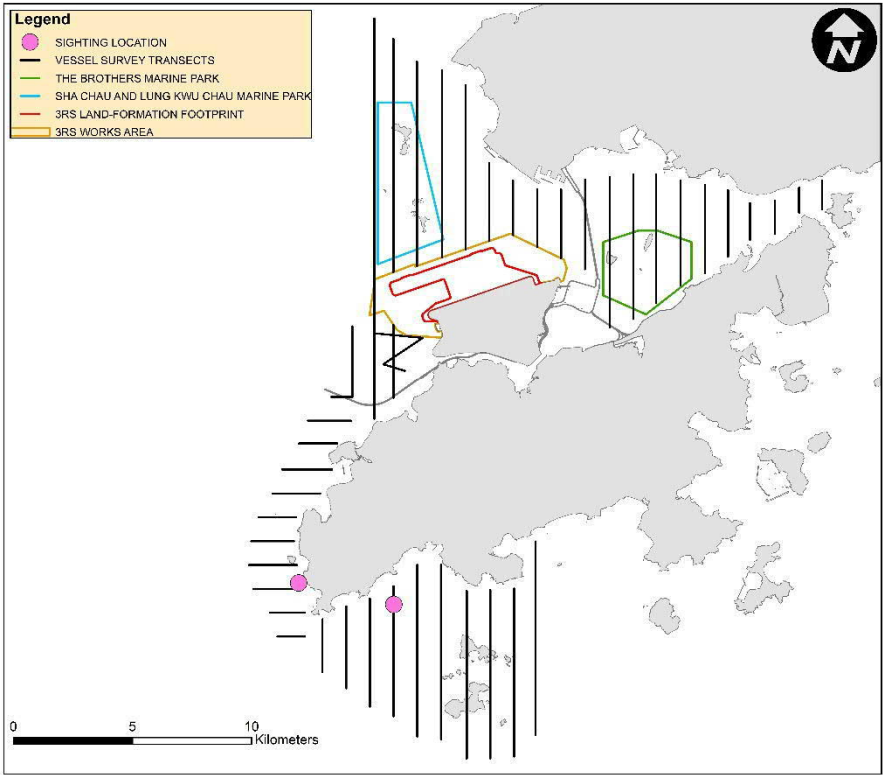 Legend
SIGHTING LOCATION
VESSEL SURVEY TRANSECTS
THE BROTHERS MARINE PARK
SHA CHAU AND LUNG KWU CHAU MARINE PARK
3RS LAND-FORMATION FOOTPRINT
3RS WORKS AREA
N
0 5 10
Kilometers